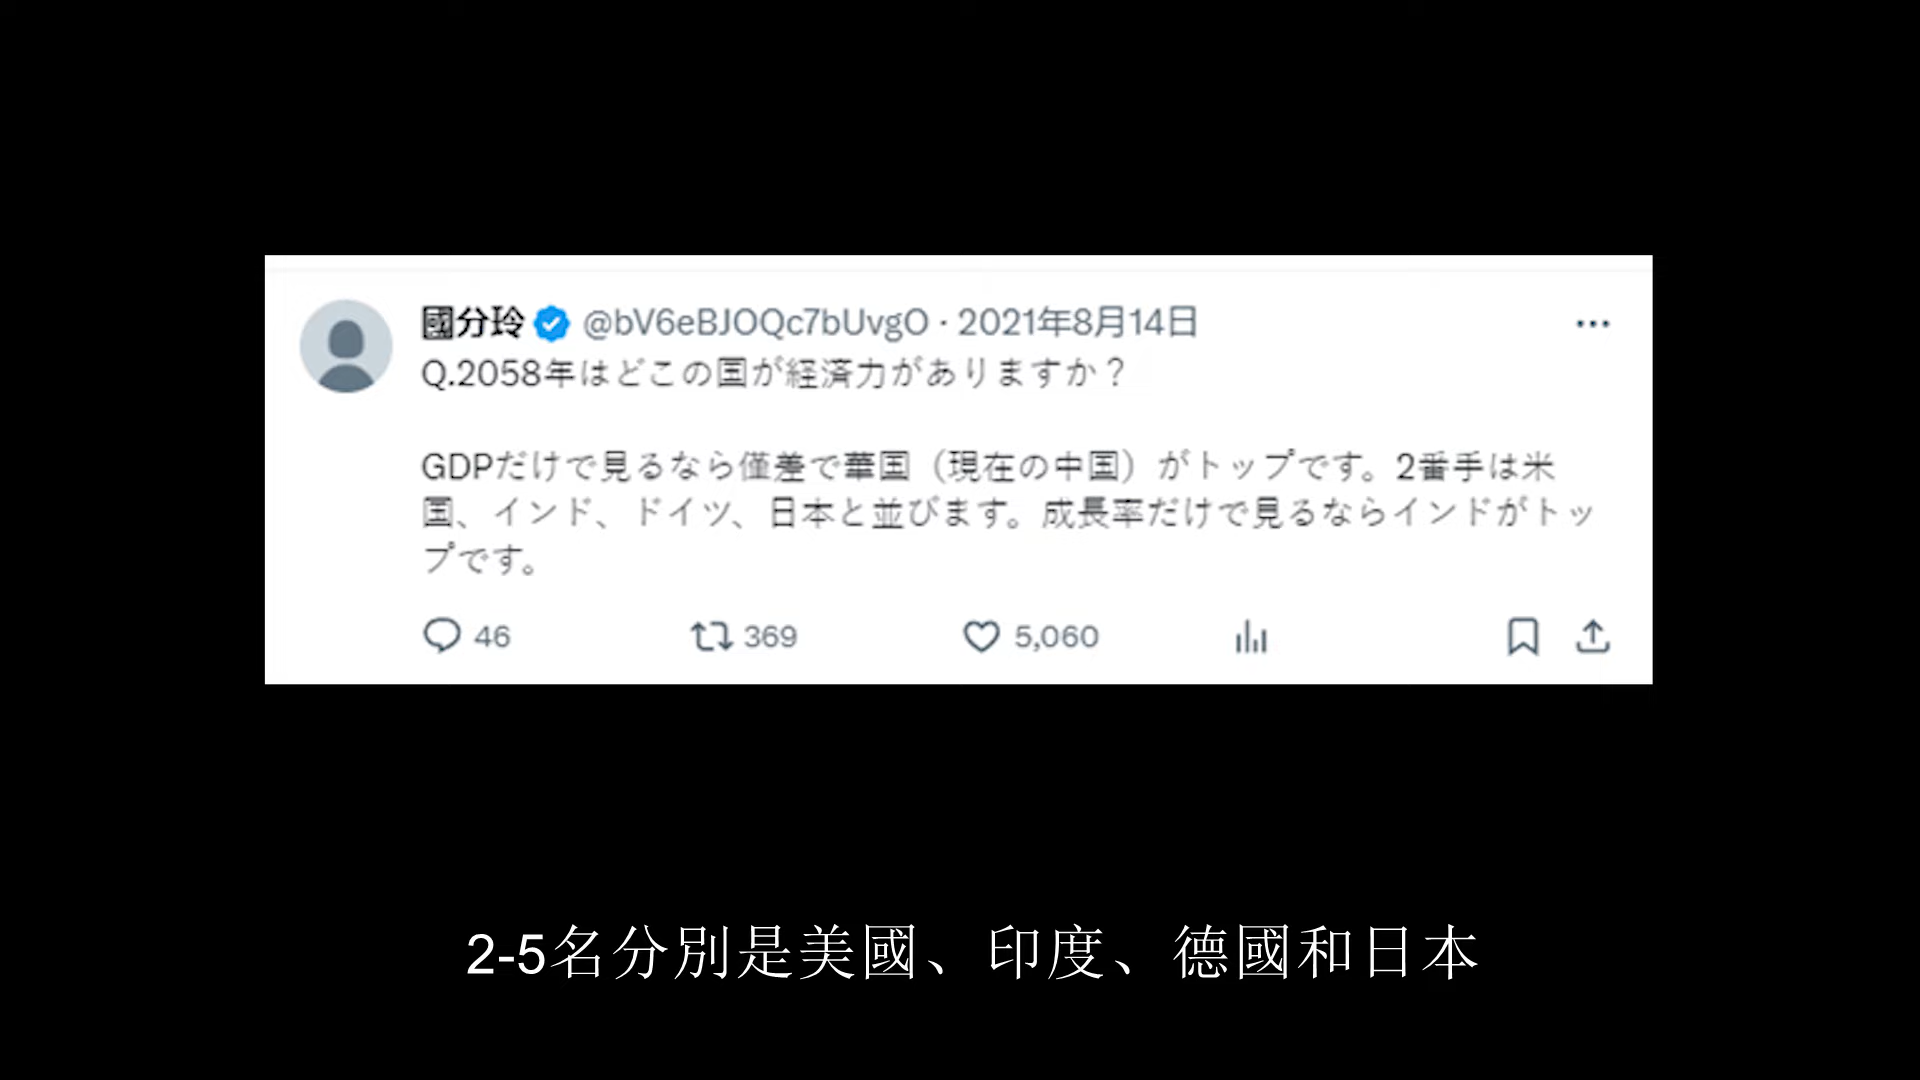 國分玲 @bV6eBJOQc7bUvgO · 2021年8月14日
Q.2058年はどこの国が経済力がありますか？
GDPだけで見るなら僅差で華国（現在の中国）がトップです。2番手は米
国、インド、ドイツ、日本と並びます。成長率だけで見るならインドがトッ
プです。
46 369 5,060
2-5名分別是美國、印度、德國和日本